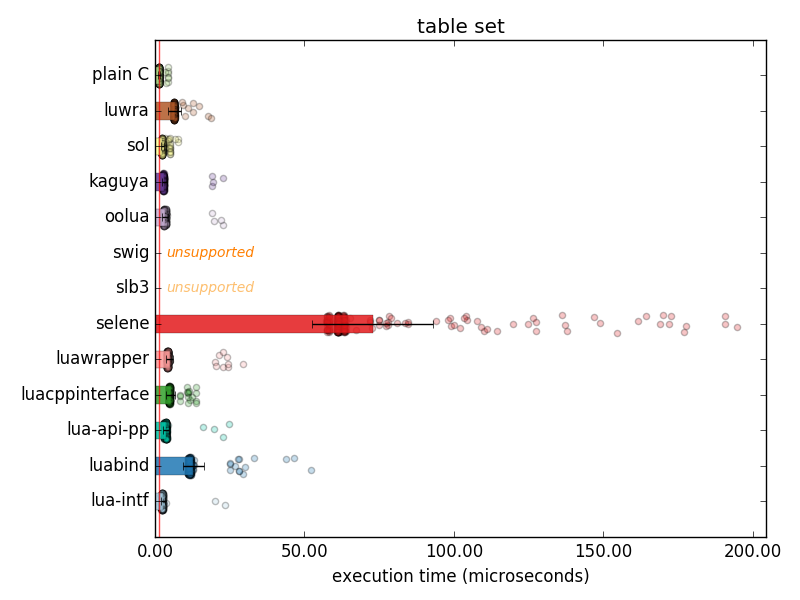 table set
plain C
luwra
sol
kaguya
oolua
swig unsupported
slb3 unsupported
selene
luawrapper
luacppinterface
lua-api-pp
luabind
lua-intf
0.00 50.00 100.00 150.00 200.00
execution time (microseconds)